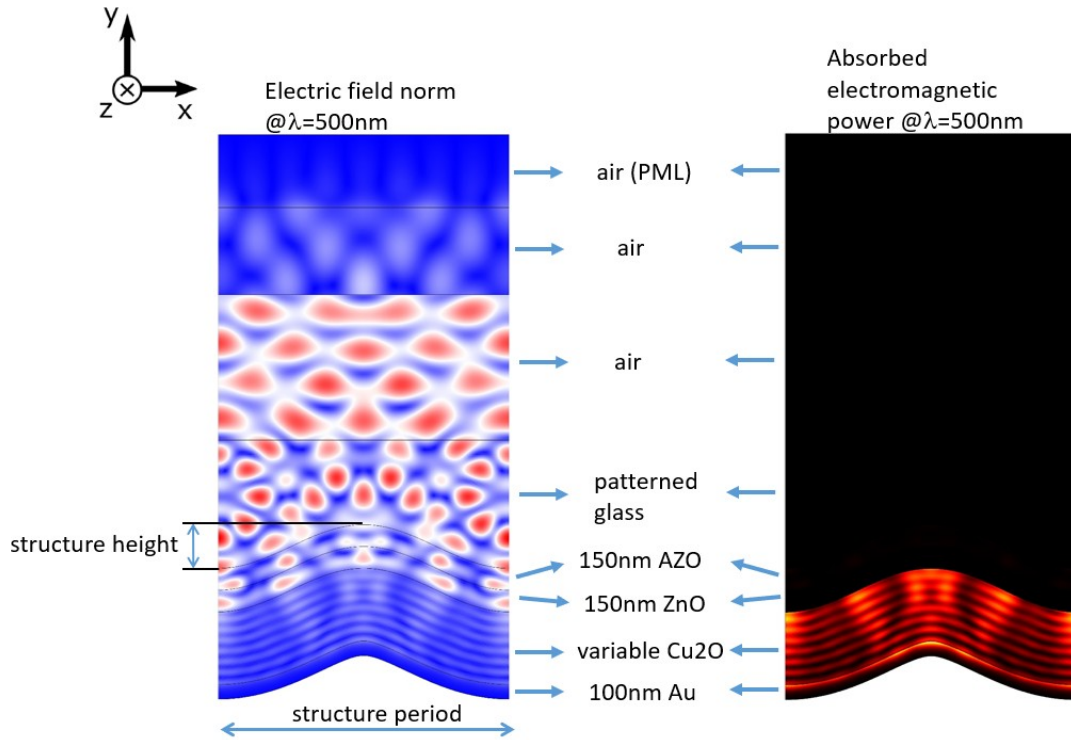 y
z
x
Electric field norm
@λ=500nm
Absorbed
electromagnetic
power @λ=500nm
air (PML)
air
air
patterned
glass
structure height
150nm AZO
150nm ZnO
variable Cu2O
100nm Au
structure period